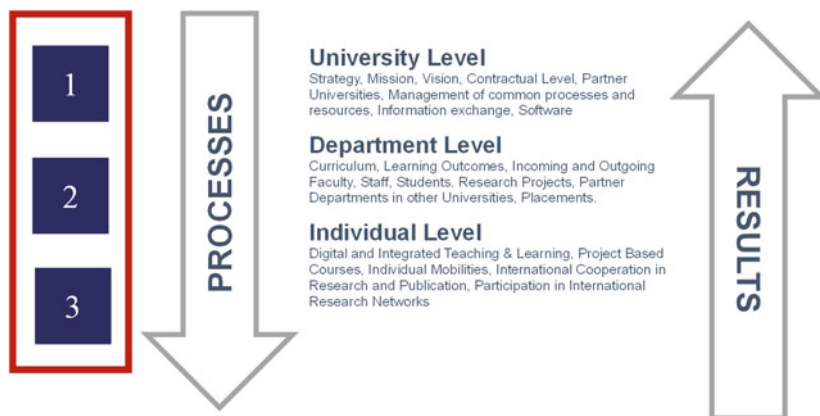 1
2
3
PROCESSES
University Level
Strategy, Mission, Vision, Contractual Level, Partner
Universities, Management of common processes and
resources, Information exchange, Software
Department Level
Curriculum, Learning Outcomes, Incoming and Outgoing
Faculty, Staff, Students. Research Projects, Partner
Departments in other Universities, Placements.
Individual Level
Digital and Integrated Teaching & Learning, Project Based
Courses, Individual Mobilities, International Cooperation in
Research and Publication, Participation in International
Research Networks
RESULTS